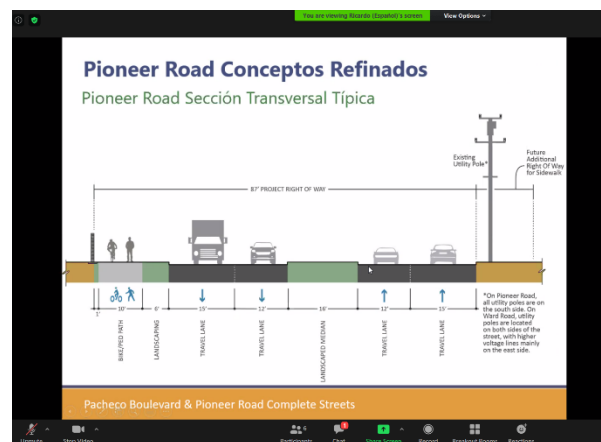 You are viewing Ricardo (Español)'s screen
View Options
Pioneer Road Conceptos Refinados
Pioneer Road Sección Transversal Típica
Existing
Utility Pole*
Future
Additional
Right Of Way
for Sidewalk
87' PROJECT RIGHT OF WAY
1'
10'
6'
15'
12'
18'
12'
15'
BIKE/PED PATH
LANDSCAPING
TRAVEL LANE
TRAVEL LANE
LANDSCAPED MEDIAN
TRAVEL LANE
TRAVEL LANE
*On Pioneer Road,
all utility poles are on
the south side. On
Ward Road, utility
poles are located
on both sides of the
street, with higher
voltage lines mainly
on the east side.
Pacheco Boulevard & Pioneer Road Complete Streets
Unmute
Stop Video
Participants
6
Chat
Share Screen
Record
Breakout Rooms
Reactions